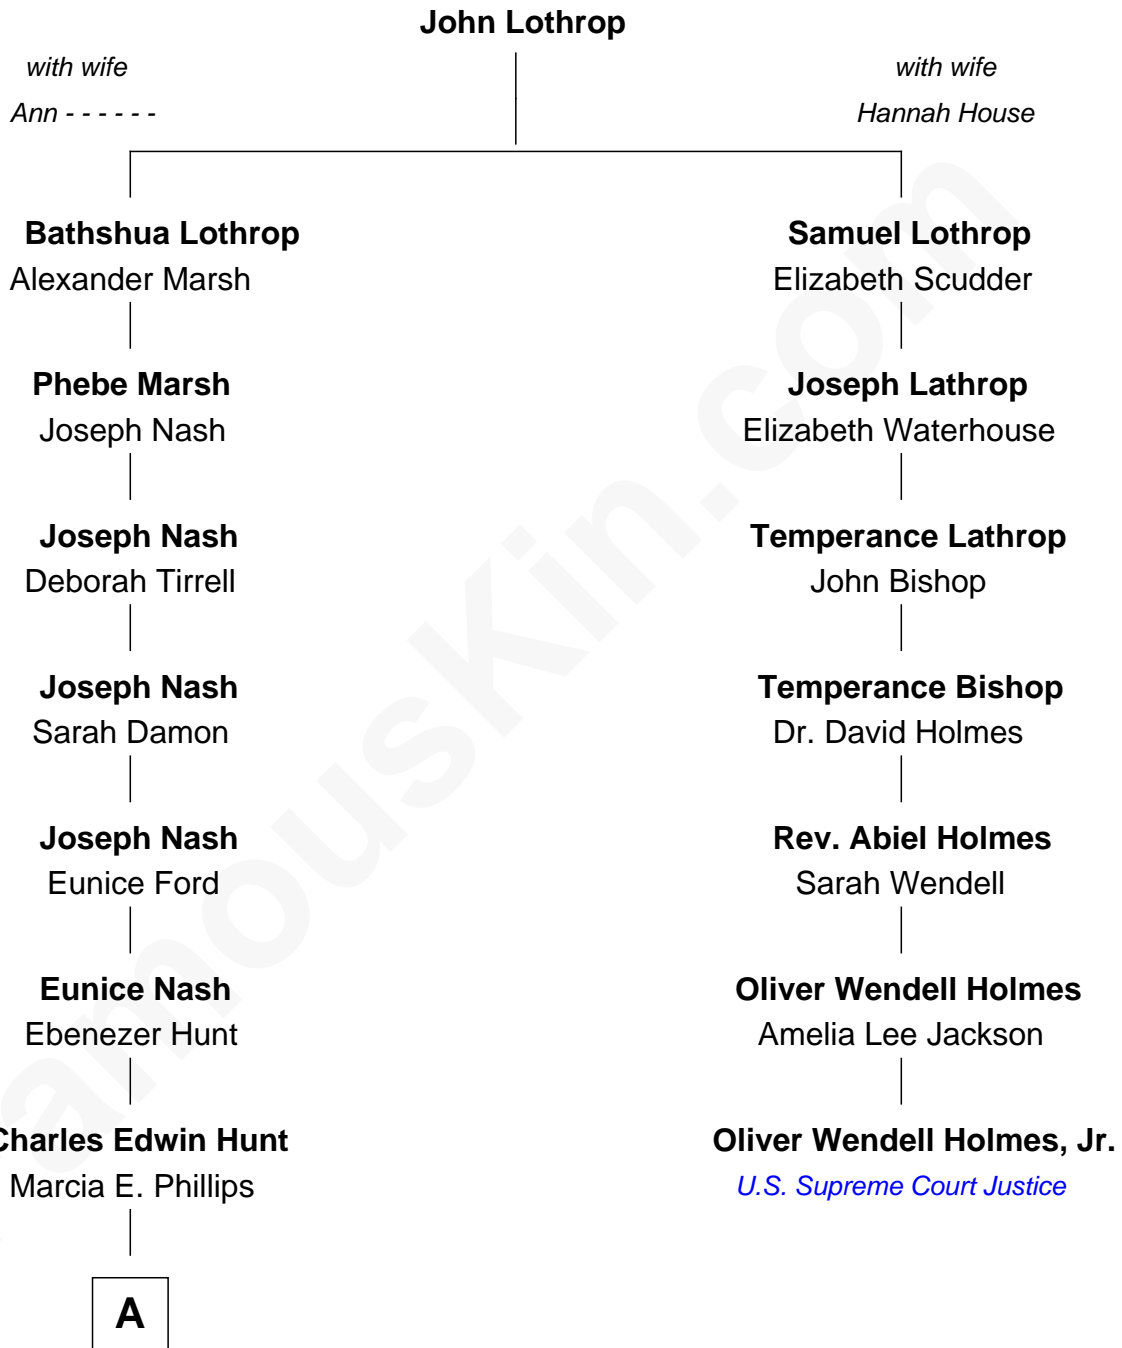 John Lothrop
with wife
Ann - - - - - -
with wife
Hannah House
Bathshua Lothrop
Alexander Marsh
Samuel Lothrop
Elizabeth Scudder
Phebe Marsh
Joseph Nash
Joseph Lathrop
Elizabeth Waterhouse
Joseph Nash
Deborah Tirrell
Temperance Lathrop
John Bishop
Joseph Nash
Sarah Damon
Temperance Bishop
Dr. David Holmes
Joseph Nash
Eunice Ford
Rev. Abiel Holmes
Sarah Wendell
Eunice Nash
Ebenezer Hunt
Oliver Wendell Holmes
Amelia Lee Jackson
Charles Edwin Hunt
Marcia E. Phillips
Oliver Wendell Holmes, Jr.
U.S. Supreme Court Justice
A
amouskin.com